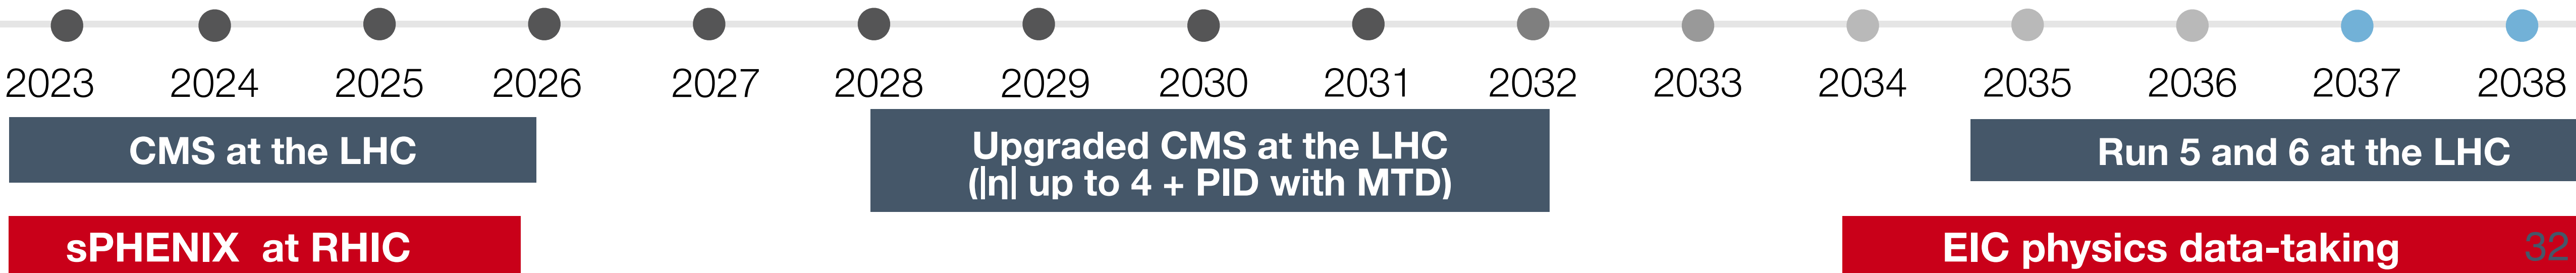 2023 2024 2025 2026 2027 2028 2029 2030 2031 2032 2033 2034 2035 2036 2037 2038
CMS at the LHC
Upgraded CMS at the LHC
(|η| up to 4 + PID with MTD)
Run 5 and 6 at the LHC
sPHENIX at RHIC
EIC physics data-taking
32